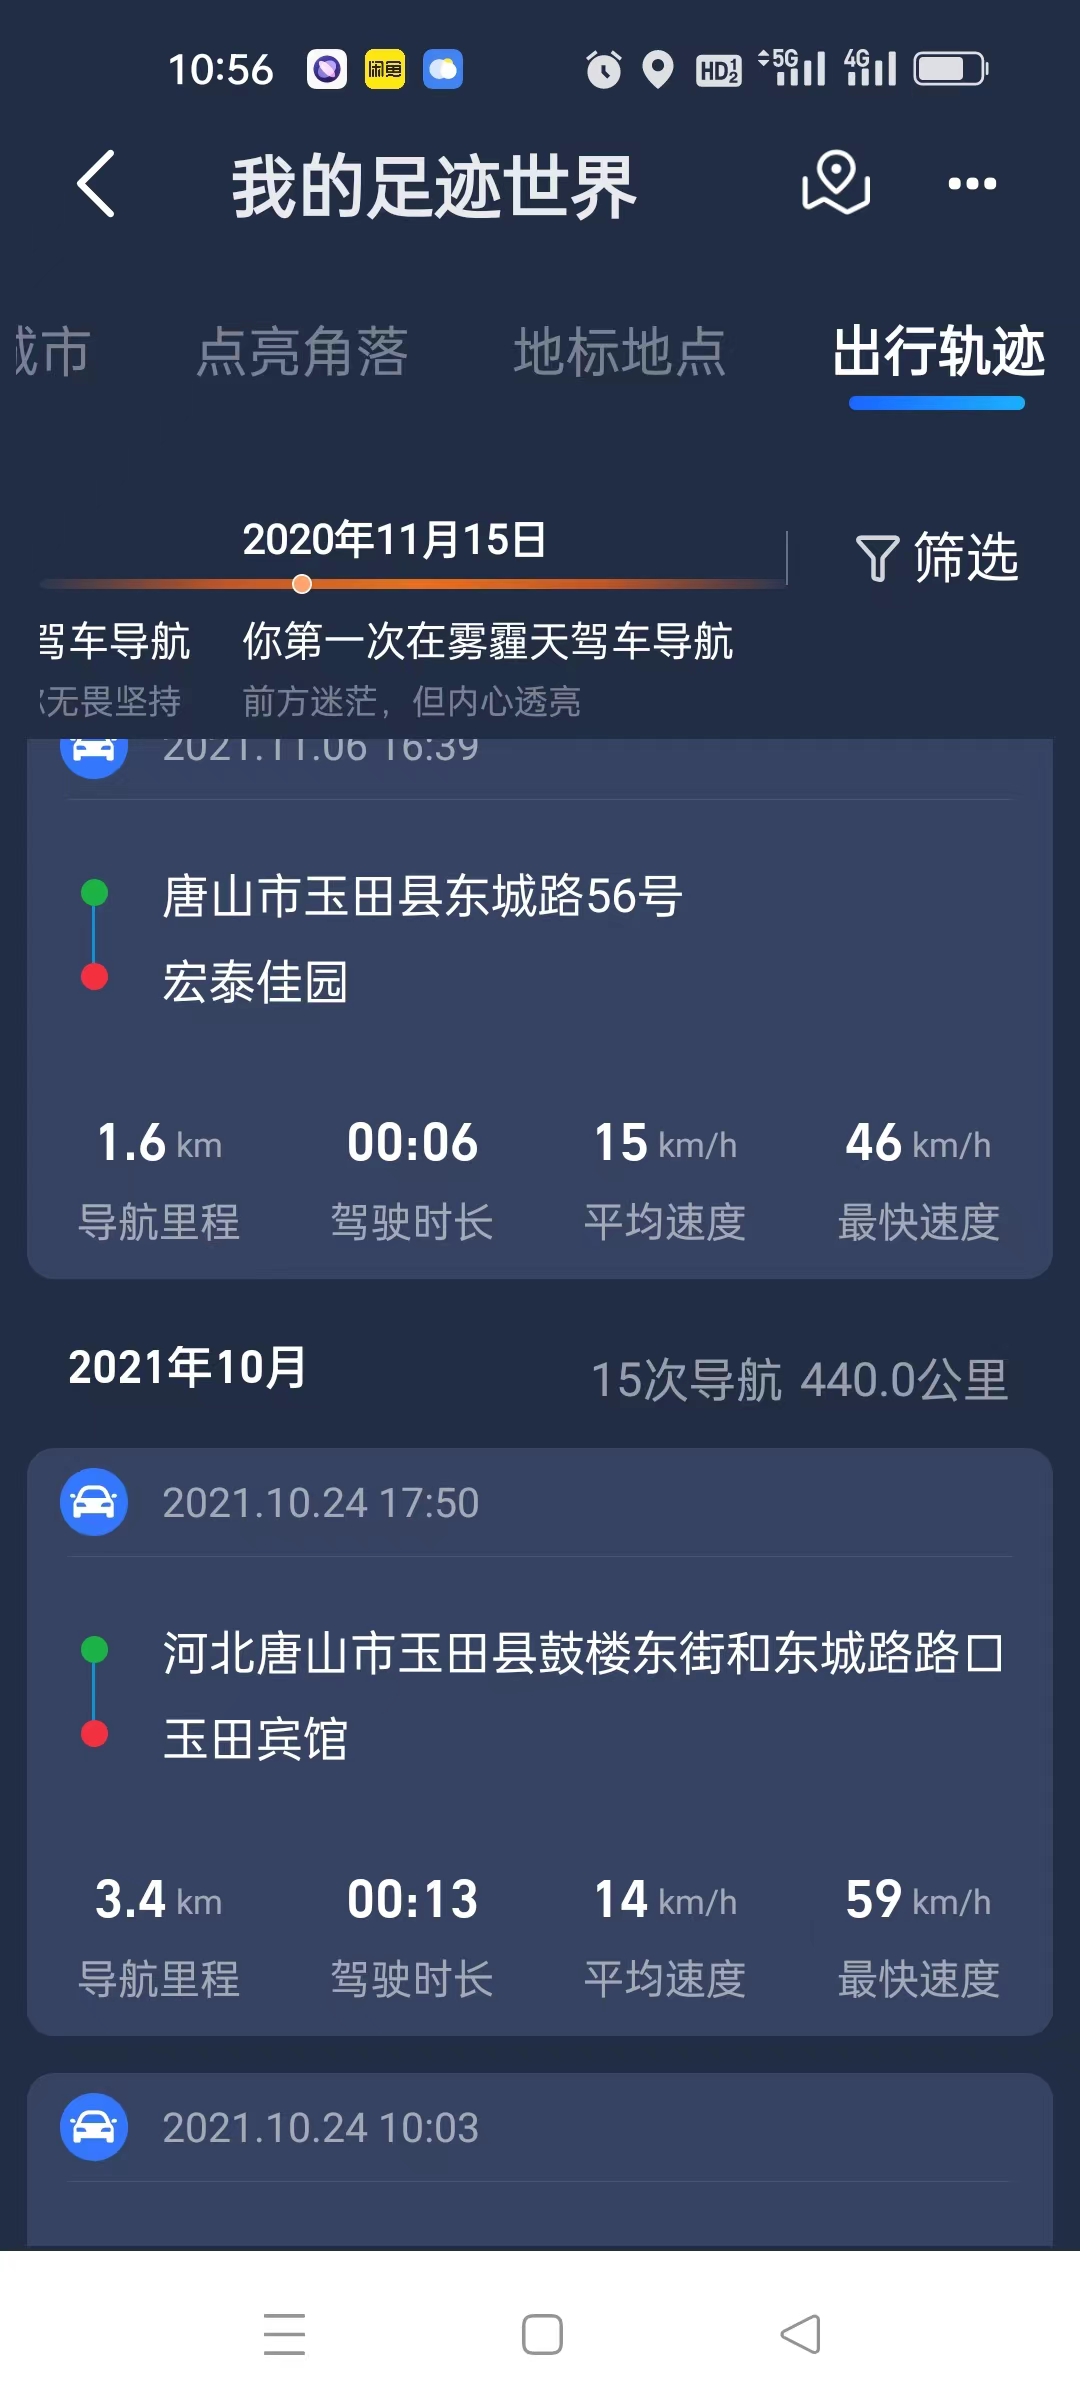 10:56 闲鱼 HD 1 2 5G 4G
我的足迹世界
城市 点亮角落 地标地点 出行轨迹
2020年11月15日 筛选
驾车导航 你第一次在雾霾天驾车导航
无畏坚持 前方迷茫，但内心透亮
2021.11.06 16:39
唐山市玉田县东城路56号
宏泰佳园
1.6 km 00:06 15 km/h 46 km/h
导航里程 驾驶时长 平均速度 最快速度
2021年10月 15次导航 440.0公里
2021.10.24 17:50
河北唐山市玉田县鼓楼东街和东城路路口
玉田宾馆
3.4 km 00:13 14 km/h 59 km/h
导航里程 驾驶时长 平均速度 最快速度
2021.10.24 10:03